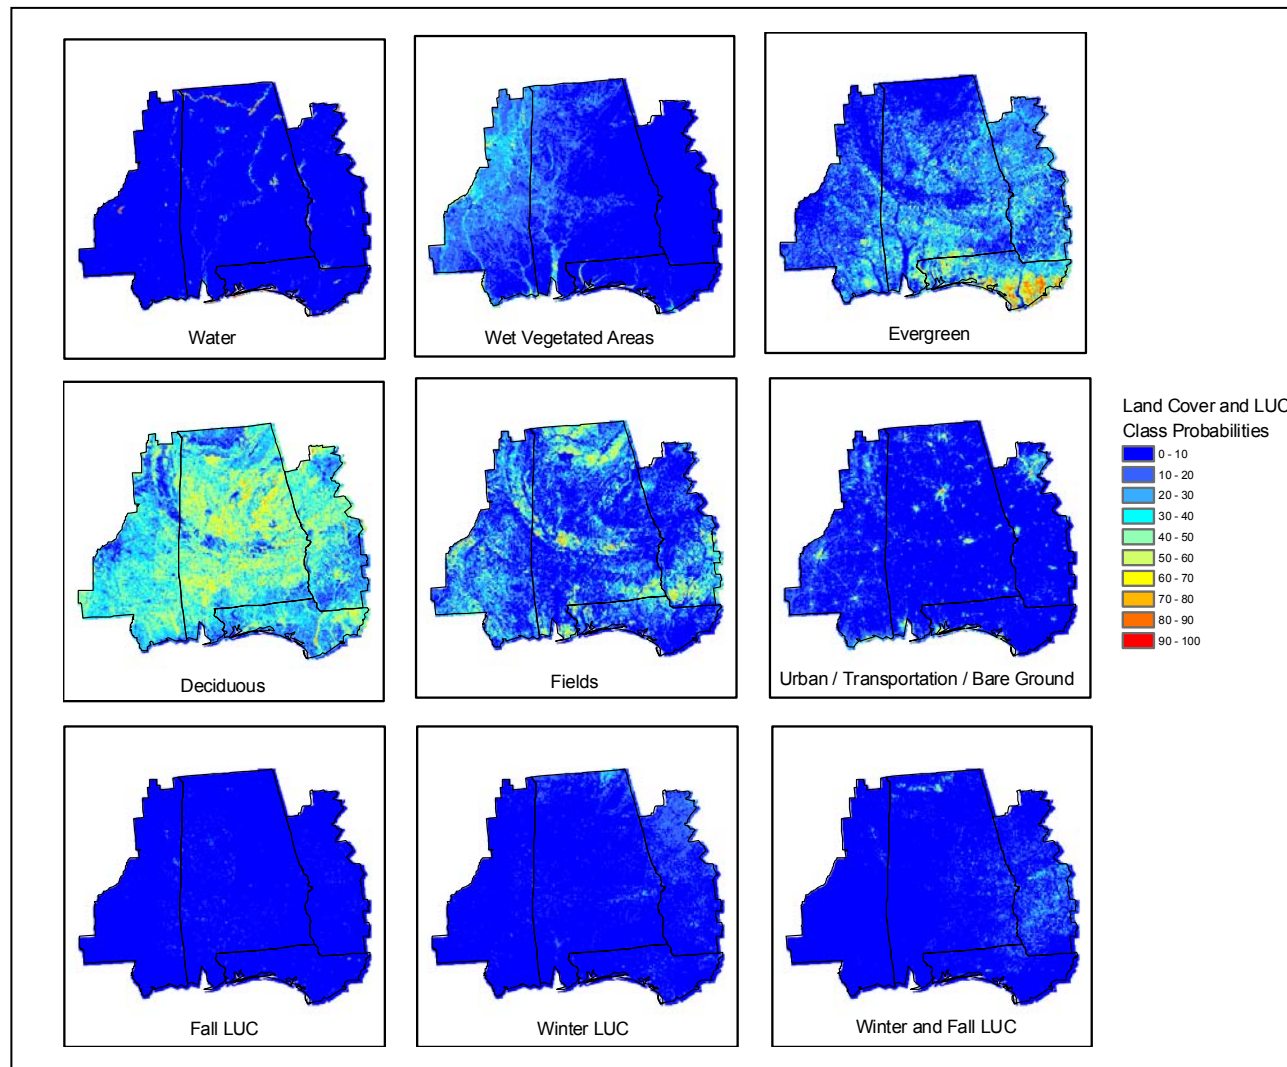 Water
Wet Vegetated Areas
Evergreen
Deciduous
Fields
Urban / Transportation / Bare Ground
Fall LUC
Winter LUC
Winter and Fall LUC
Land Cover and LUC
Class Probabilities
0 - 10
10 - 20
20 - 30
30 - 40
40 - 50
50 - 60
60 - 70
70 - 80
80 - 90
90 - 100